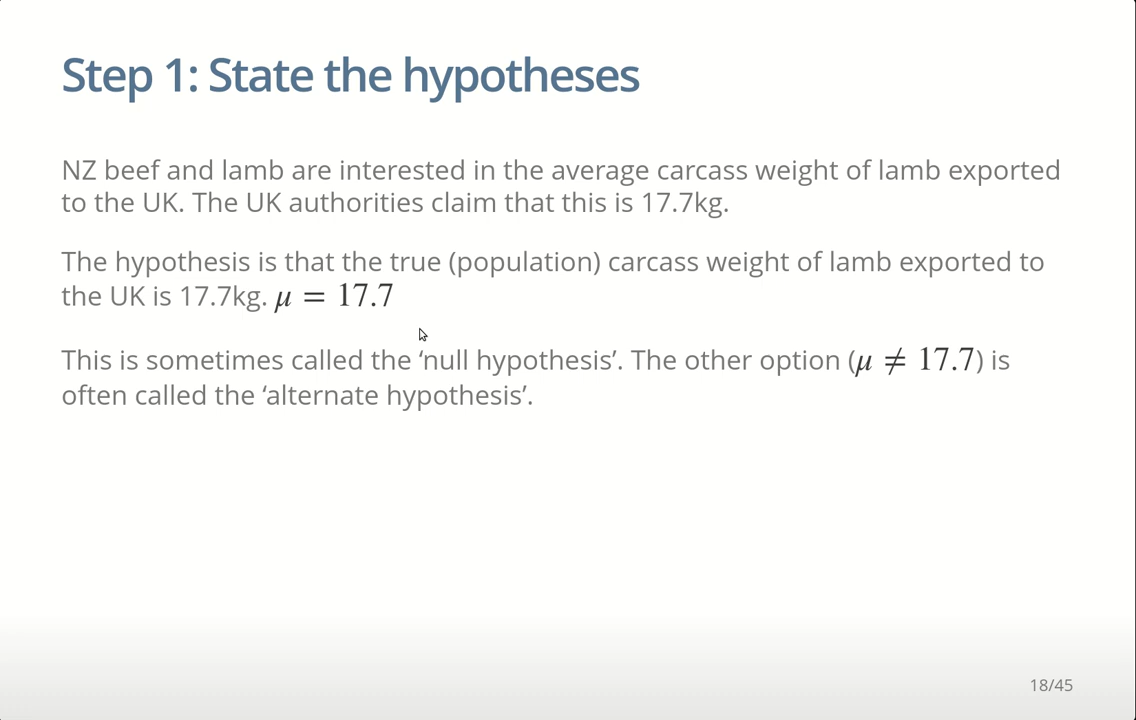 Step 1: State the hypotheses
NZ beef and lamb are interested in the average carcass weight of lamb exported
to the UK. The UK authorities claim that this is 17.7kg.
The hypothesis is that the true (population) carcass weight of lamb exported to
the UK is 17.7kg. μ = 17.7
This is sometimes called the ‘null hypothesis’. The other option (μ ≠ 17.7) is
often called the ‘alternate hypothesis’.
18/45